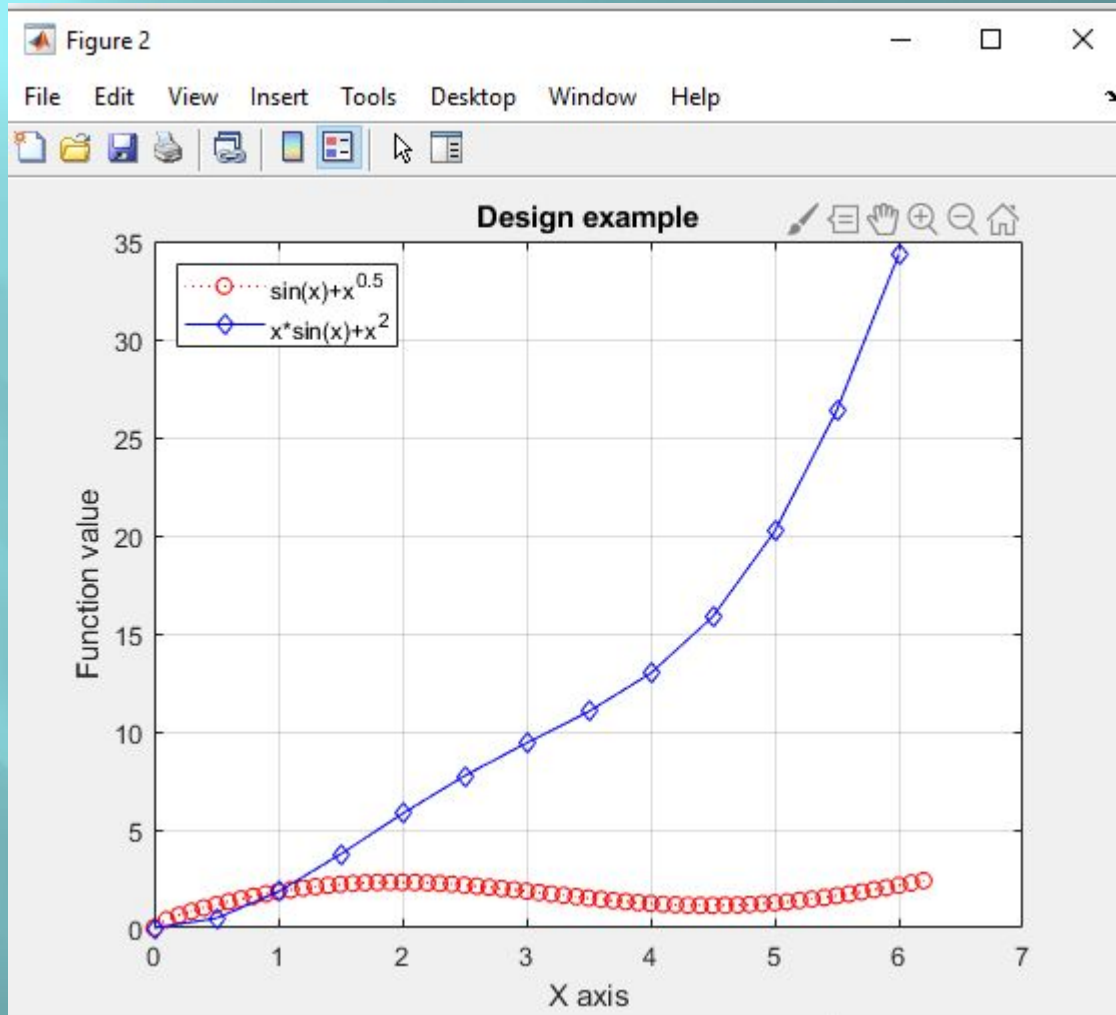 Figure 2
File Edit View Insert Tools Desktop Window Help
Design example
sin(x)+x^0.5
x*sin(x)+x^2
35
30
25
20
15
10
5
0
Function value
0 1 2 3 4 5 6 7
X axis